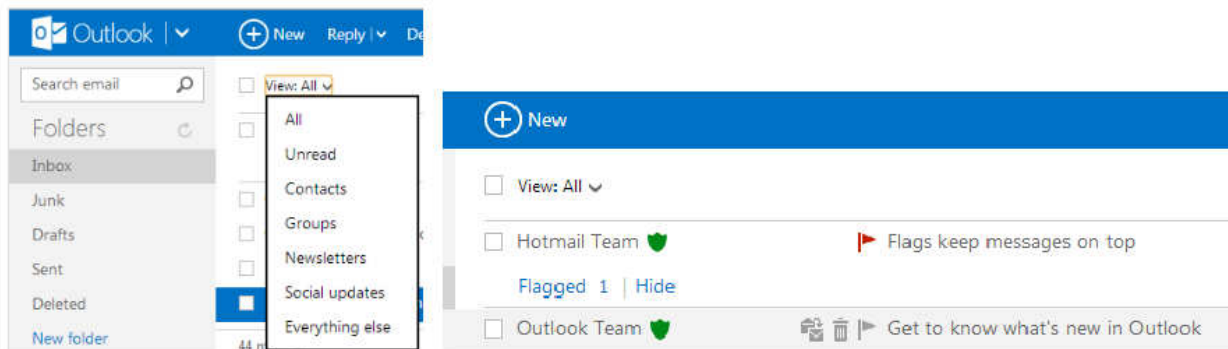 Outlook
New Reply De
Search email
View: All
Folders
Inbox
Junk
Drafts
Sent
Deleted
New folder
All
Unread
Contacts
Groups
Newsletters
Social updates
Everything else
44
New
View: All
Hotmail Team Flags keep messages on top
Flagged 1 | Hide
Outlook Team Get to know what's new in Outlook